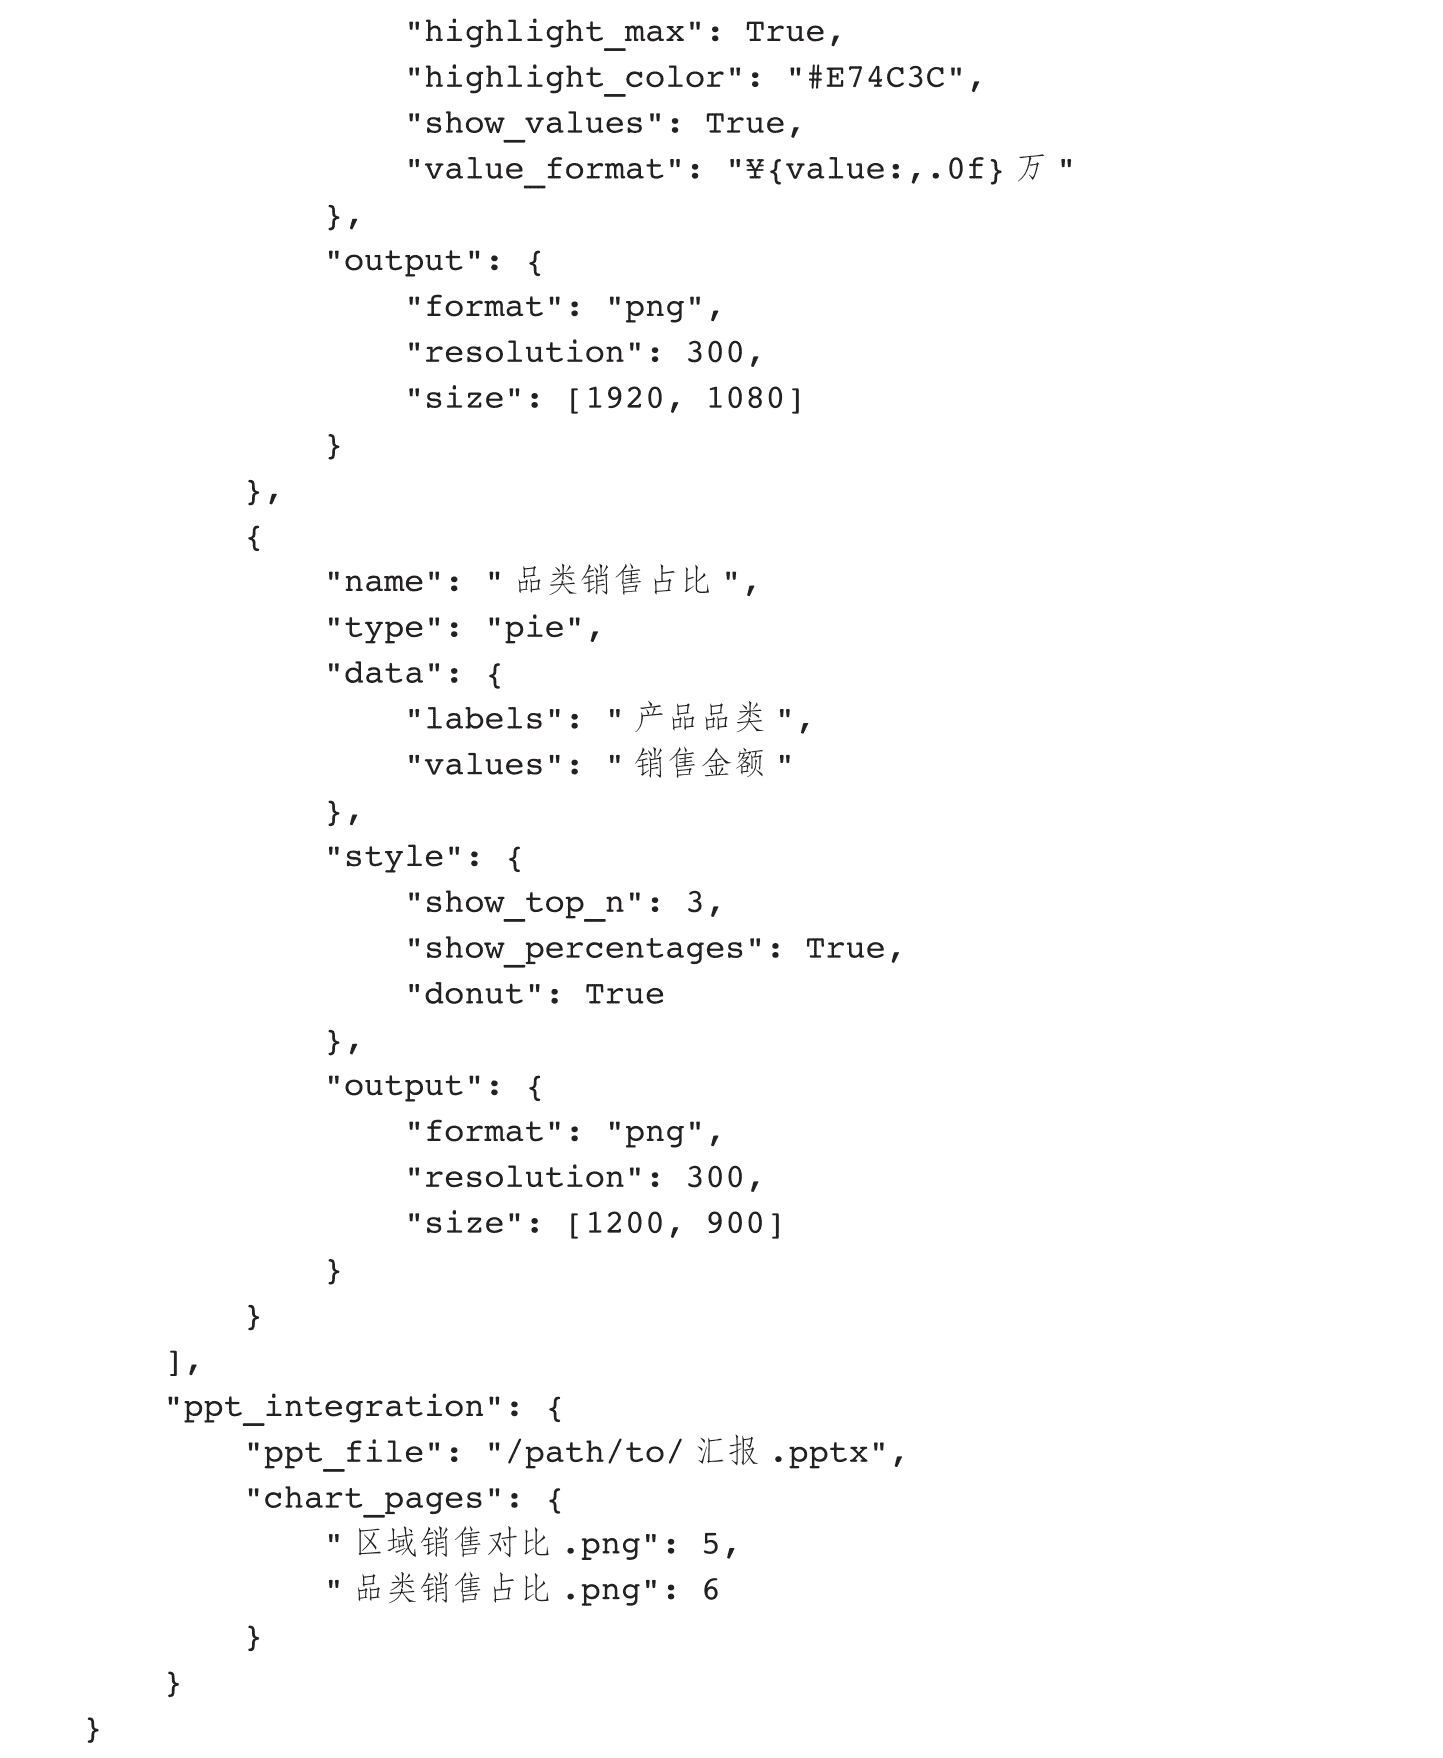 "highlight_max": True,
"highlight_color": "#E74C3C",
"show_values": True,
"value_format": "¥{value:,.0f}万"
},
"output": {
"format": "png",
"resolution": 300,
"size": [1920, 1080]
}
},
{
"name": "品类销售占比",
"type": "pie",
"data": {
"labels": "产品品类",
"values": "销售金额"
},
"style": {
"show_top_n": 3,
"show_percentages": True,
"donut": True
},
"output": {
"format": "png",
"resolution": 300,
"size": [1200, 900]
}
}
],
"ppt_integration": {
"ppt_file": "/path/to/汇报.pptx",
"chart_pages": {
"区域销售对比.png": 5,
"品类销售占比.png": 6
}
}
}